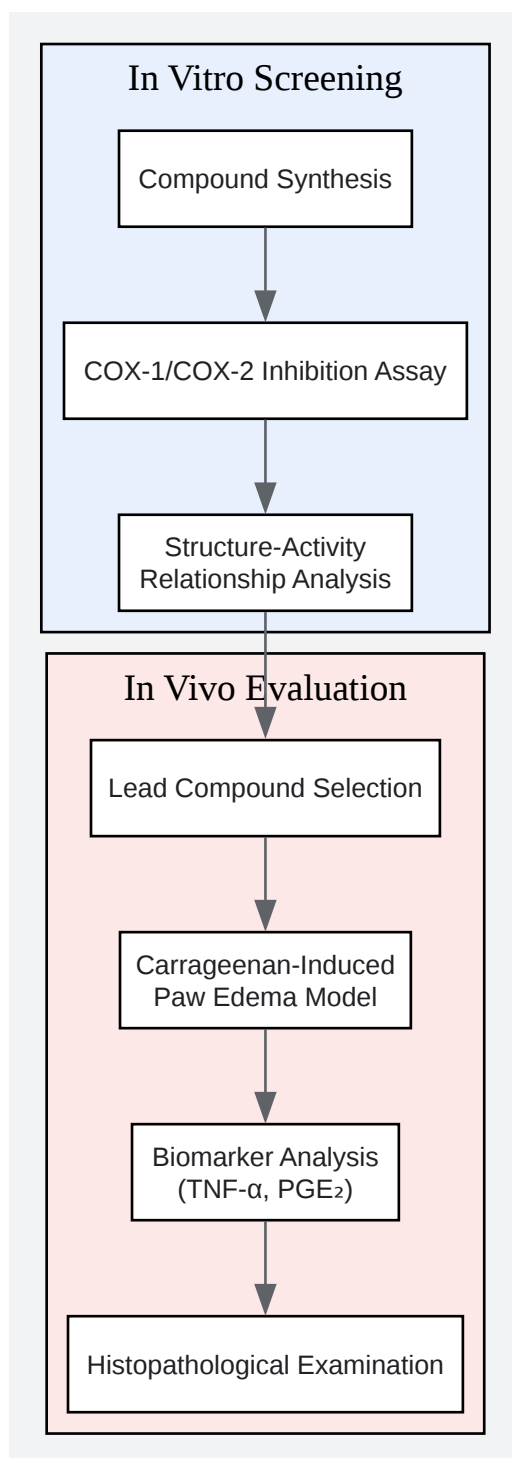 In Vitro Screening
Compound Synthesis
COX-1/COX-2 Inhibition Assay
Structure-Activity
Relationship Analysis
In Vivo Evaluation
Lead Compound Selection
Carrageenan-Induced
Paw Edema Model
Biomarker Analysis
(TNF-α, PGE₂)
Histopathological Examination